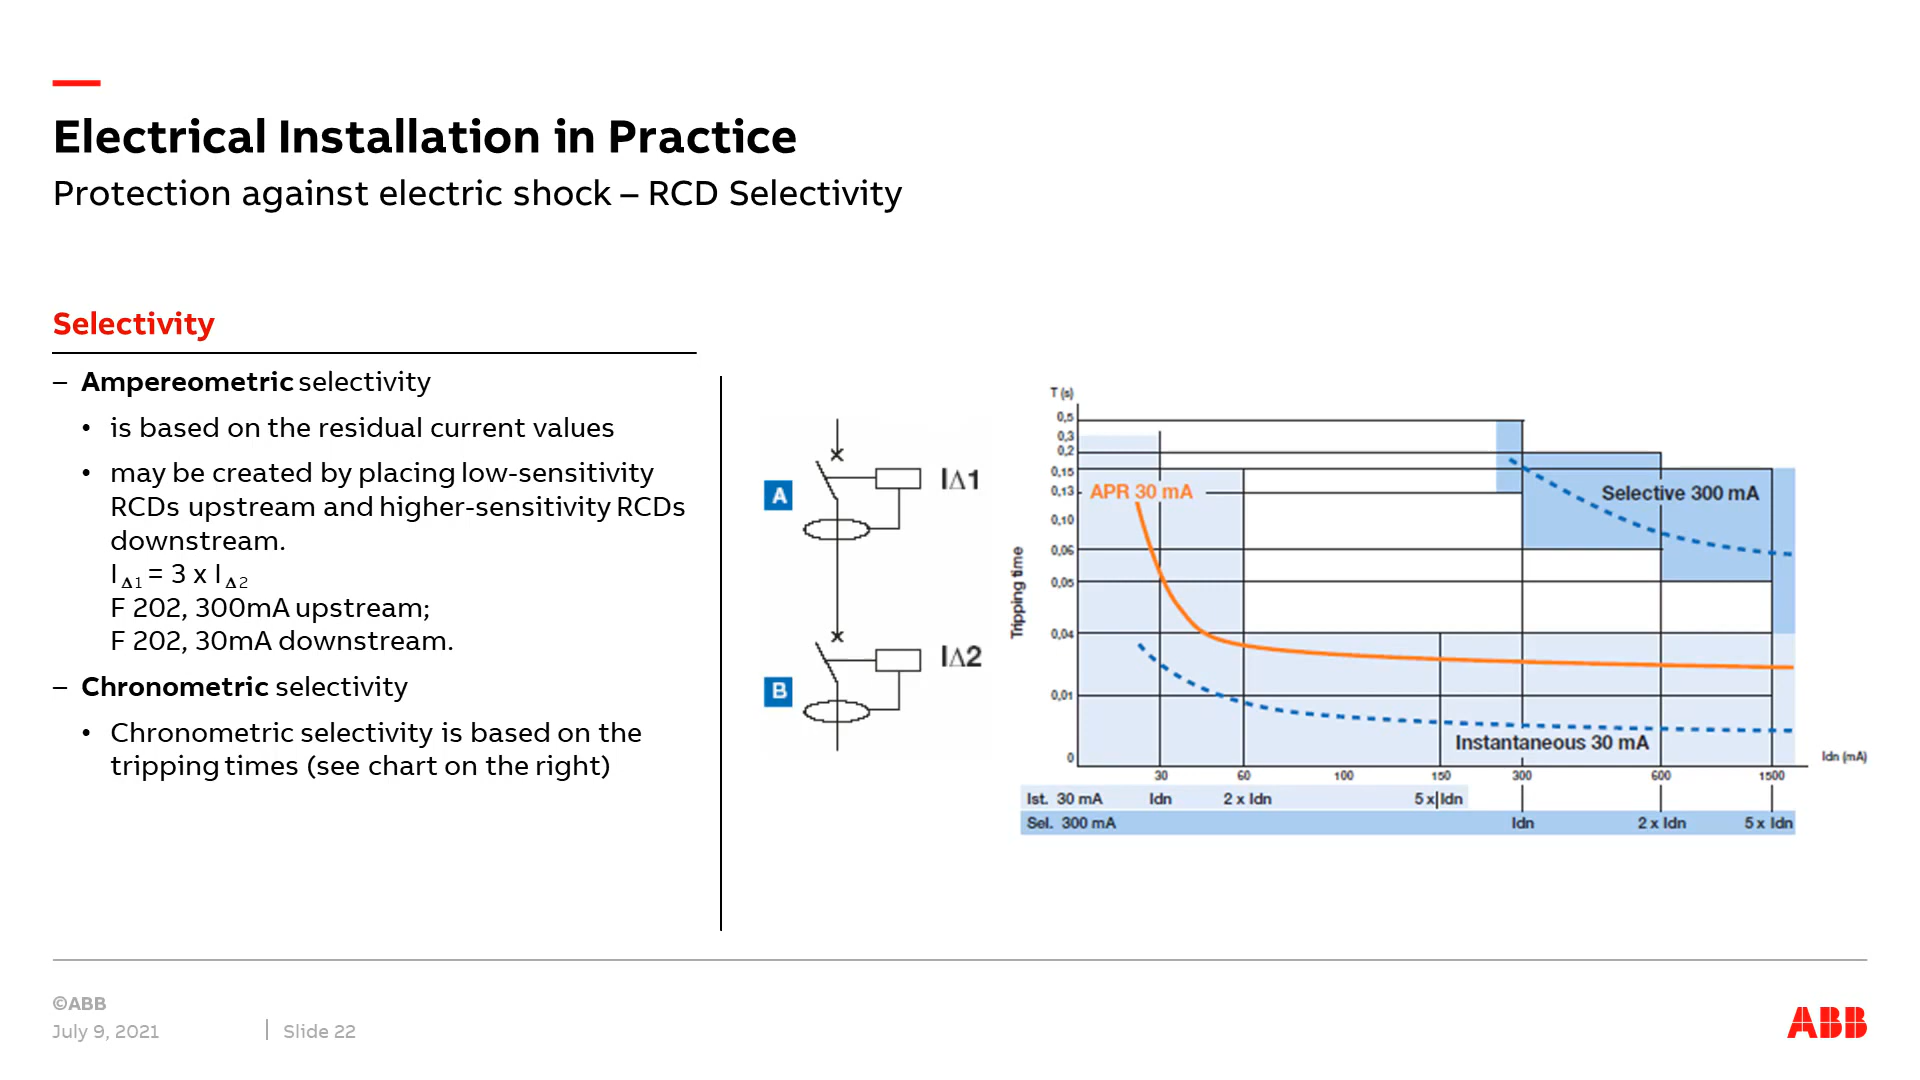 Electrical Installation in Practice
Protection against electric shock – RCD Selectivity
Selectivity
– Ampereometric selectivity
• is based on the residual current values
• may be created by placing low-sensitivity
RCDs upstream and higher-sensitivity RCDs
downstream.
I Δ1 = 3 x I Δ2
F 202, 300mA upstream;
F 202, 30mA downstream.
– Chronometric selectivity
• Chronometric selectivity is based on the
tripping times (see chart on the right)
A
IΔ1
B
IΔ2
T (s)
0,5
0,3
0,2
0,15
0,13
0,10
0,06
0,05
0,04
0,01
0
Tripping time
APR 30 mA
Selective 300 mA
Instantaneous 30 mA
Idn (mA)
30 60 100 150 300 600 1500
Ist. 30 mA Idn 2 x Idn 5 x Idn
Sel. 300 mA Idn 2 x Idn 5 x Idn
©ABB
July 9, 2021 Slide 22
ABB